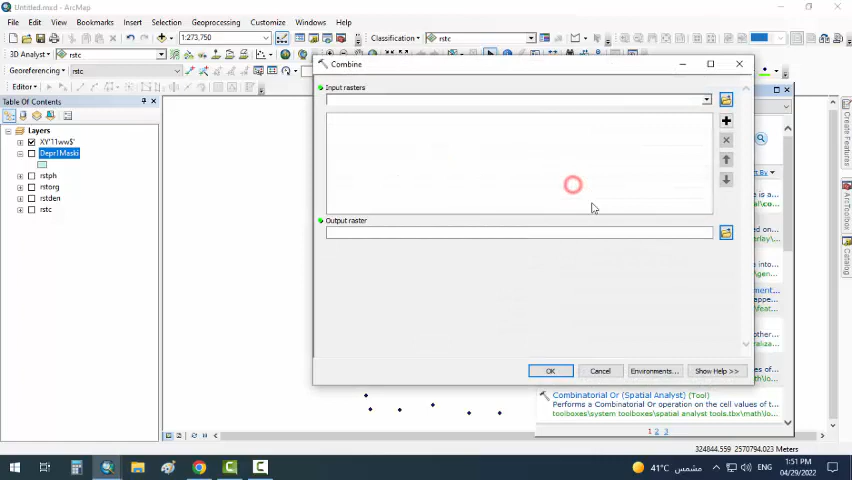 Untitled.mxd - ArcMap
File Edit View Bookmarks Insert Selection Geoprocessing Customize Windows Help
1:273,750
Classification rstc
3D Analyst rstc
Georeferencing rstc
Editor
Table Of Contents
Layers
XY'11ww$'
Depr1Maski
rstph
rstorg
rstden
rstc
Combine
Input rasters
Output raster
OK Cancel Environments... Show Help >>
Create Features
ArcToolbox
Catalog
Combinatorial Or (Spatial Analyst) (Tool)
Performs a Combinatorial Or operation on the cell values of t...
toolboxes\system toolboxes\spatial analyst tools.tbx\math\lo...
1 2 3
324844.559 2570794.023 Meters
41°C مشمس ENG 1:51 PM
04/29/2022